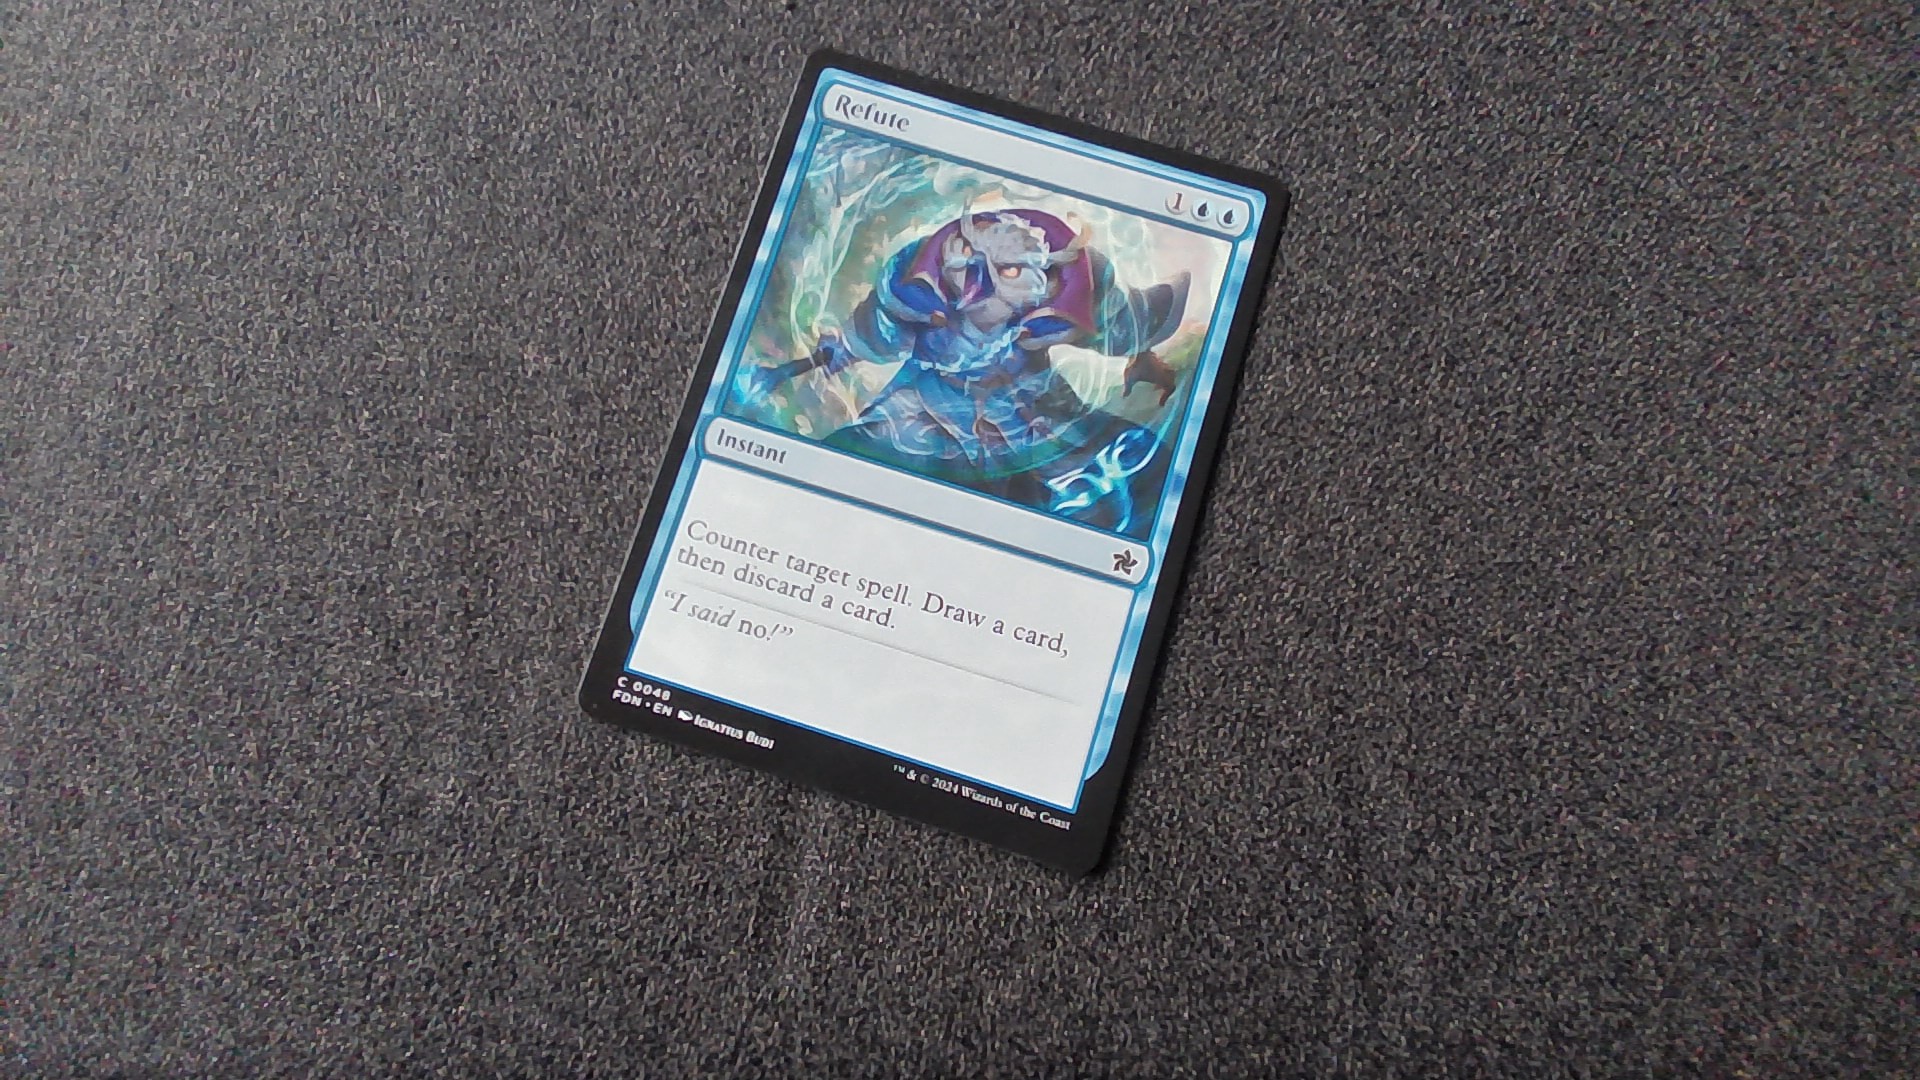 Refute
1
Instant
Counter target spell. Draw a card,
then discard a card.
“I said no!”
C 0048
FDN • EN Ignatius Budi
™ & © 2024 Wizards of the Coast